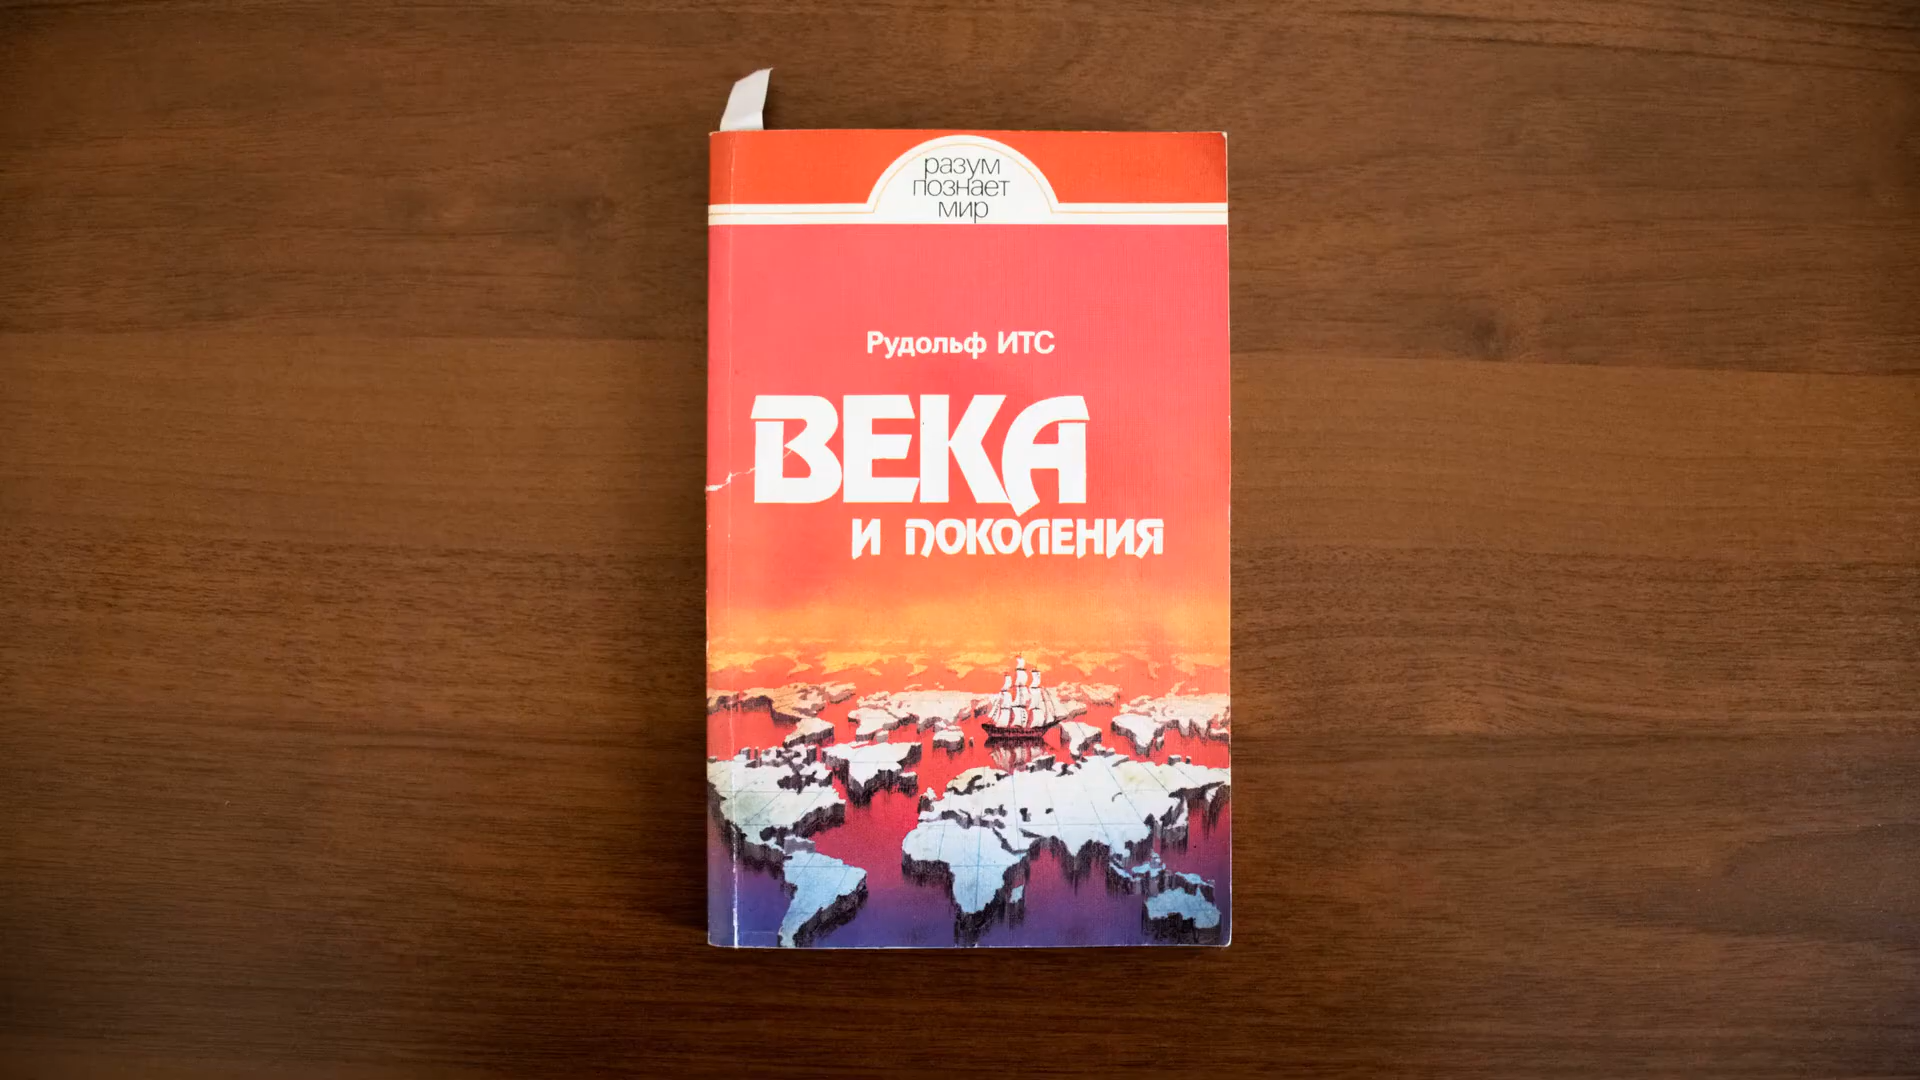 разум
познает
мир
Рудольф ИТС
ВЕКА
и поколения